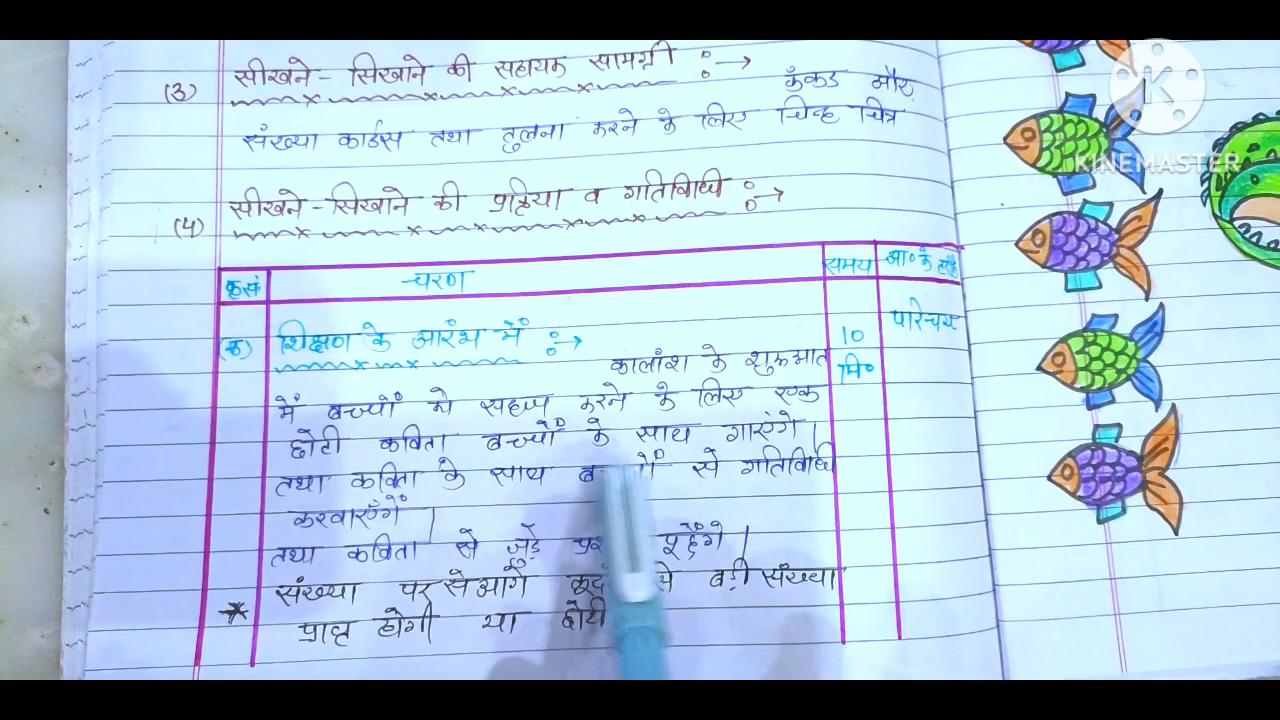 (3) सीखने - सिखाने की सहायक सामग्री :→
कंकड और
संख्या कार्डस तथा तुलना करने के लिए चिन्ह चित्र
(4) सीखने - सिखाने की प्रक्रिया व गतिविधि :→
क्र.सं. चरण समय आ० के तरीके
(क) शिक्षण के आरंभ में :→ 10 परिचय
कालांश के शुरूआत मि०
में बच्चों को सहज करने के लिए एक
छोटी कविता बच्चों के साथ गाएंगे।
तथा कविता के साथ से गतिविधि
करवाएँगें।
तथा कविता से जुड़े पूछेंगे।
संख्या पर से आगे से बड़ी संख्या
* प्राप्त होगी या छोटी
KINEMASTER